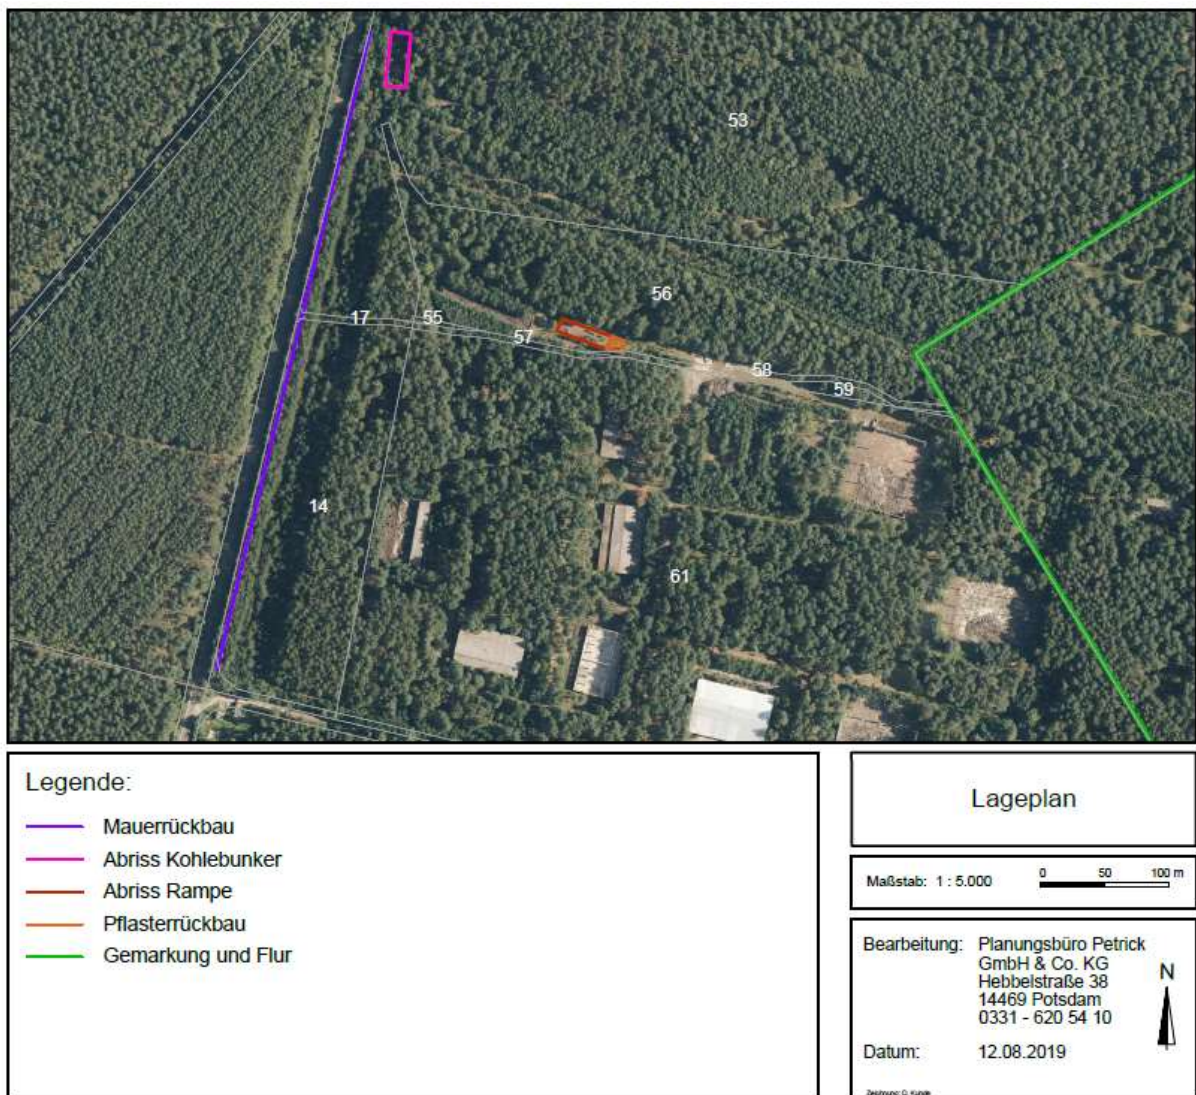 53
56
17
55
57
58
59
14
61
Legende:
Mauerrückbau
Abriss Kohlebunker
Abriss Rampe
Pflasterrückbau
Gemarkung und Flur
Lageplan
Maßstab: 1 : 5.000
0 50 100 m
Bearbeitung: Planungsbüro Petrick
GmbH & Co. KG
Hebbelstraße 38
14469 Potsdam
0331 - 620 54 10
N
Datum: 12.08.2019